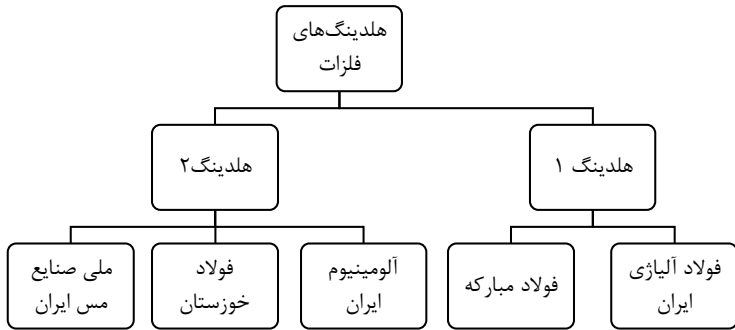 هلدینگ‌های
فلزات
هلدینگ ۱
هلدینگ۲
فولاد آلیاژی
ایران
فولاد مبارکه
آلومینیوم
ایران
فولاد
خوزستان
ملی صنایع
مس ایران